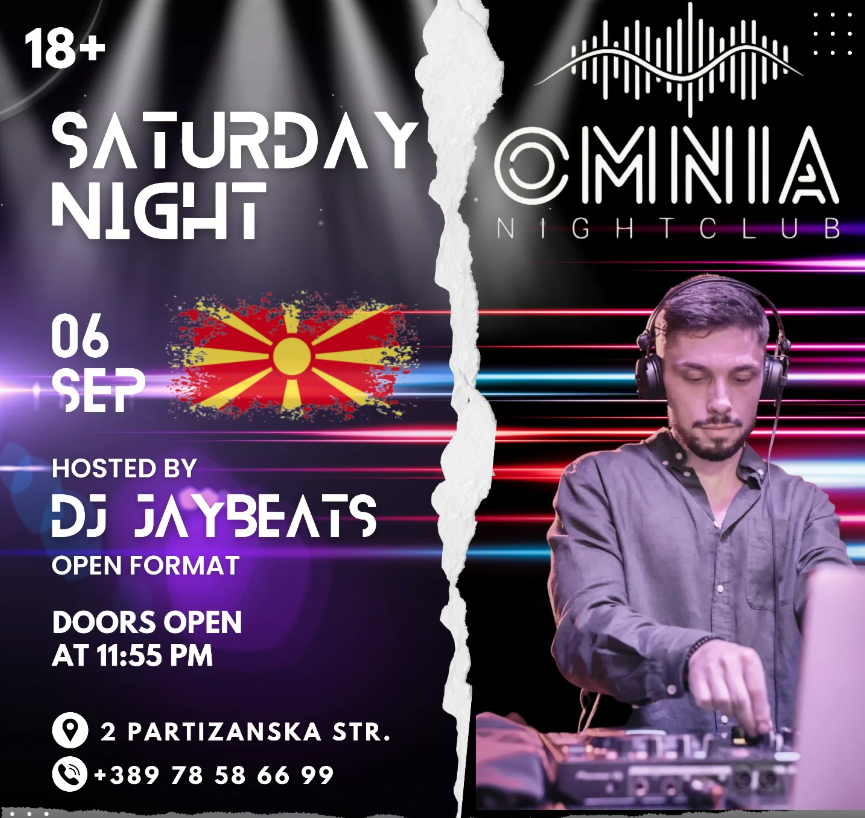 18+
SATURDAY
NIGHT
OMNIA
NIGHTCLUB
06
SEP
HOSTED BY
DJ JAYBEATS
OPEN FORMAT
DOORS OPEN
AT 11:55 PM
2 PARTIZANSKA STR.
+389 78 58 66 99